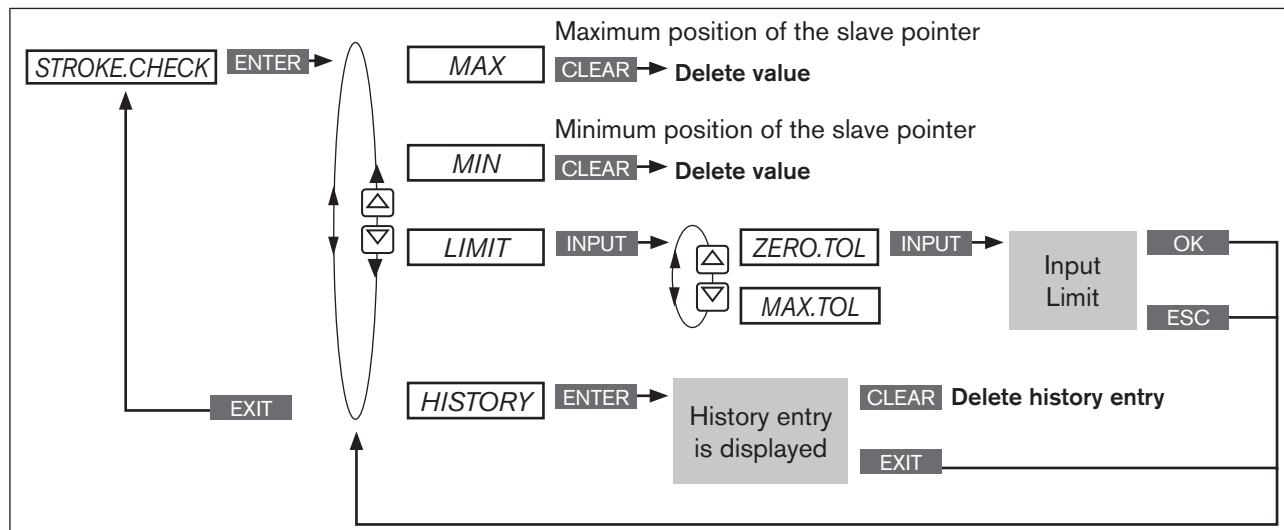 Maximum position of the slave pointer
STROKE.CHECK ENTER MAX CLEAR Delete value
Minimum position of the slave pointer
MIN CLEAR Delete value
LIMIT INPUT ZERO.TOL INPUT Input Limit OK
MAX.TOL ESC
EXIT HISTORY ENTER History entry is displayed CLEAR Delete history entry
EXIT